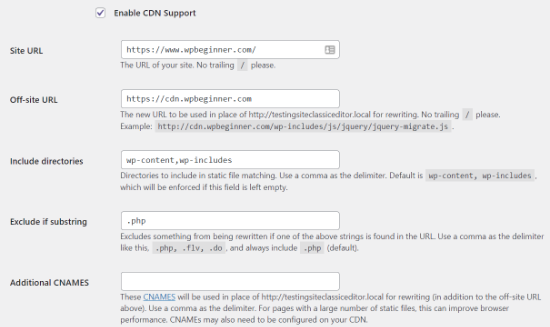 Enable CDN Support
Site URL
https://www.wpbeginner.com/
The URL of your site. No trailing / please.
Off-site URL
https://cdn.wpbeginner.com
The new URL to be used in place of http://testingsiteclassiceditor.local for rewriting. No trailing / please.
Example: http://cdn.wpbeginner.com/wp-includes/js/jquery/jquery-migrate.js.
Include directories
wp-content,wp-includes
Directories to include in static file matching. Use a comma as the delimiter. Default is wp-content, wp-includes,
which will be enforced if this field is left empty.
Exclude if substring
.php
Excludes something from being rewritten if one of the above strings is found in the URL. Use a comma as the delimiter
like this, .php, .flv, .do, and always include .php (default).
Additional CNAMES
These CNAMES will be used in place of http://testingsiteclassiceditor.local for rewriting (in addition to the off-site URL
above). Use a comma as the delimiter. For pages with a large number of static files, this can improve browser
performance. CNAMEs may also need to be configured on your CDN.